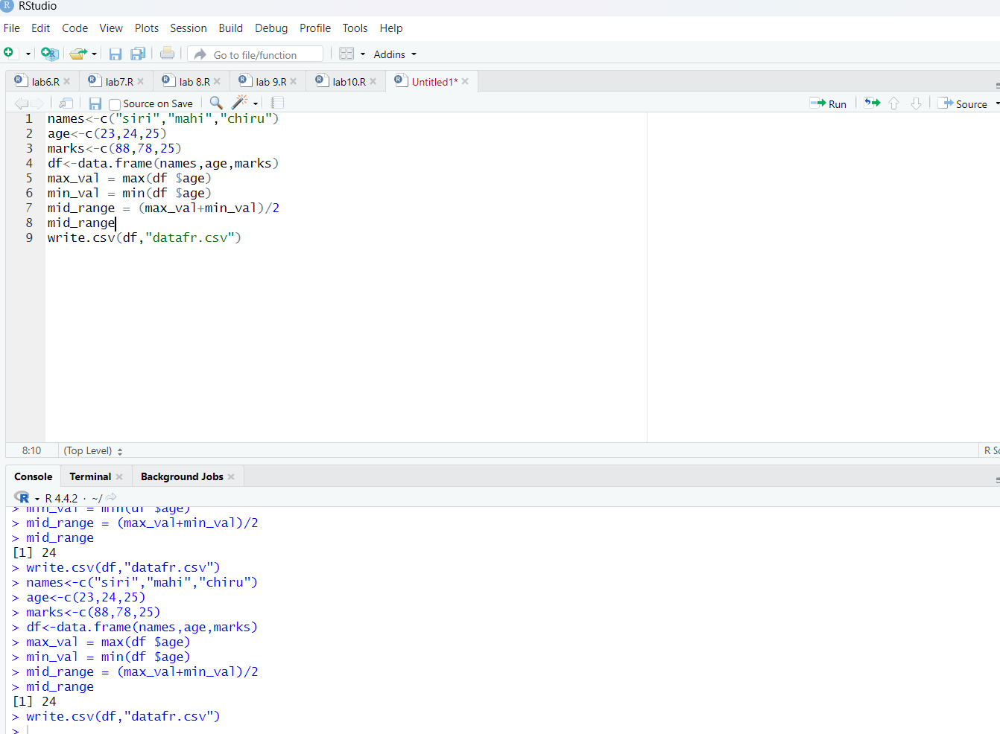 RStudio
File Edit Code View Plots Session Build Debug Profile Tools Help
Go to file/function Addins
lab6.R lab7.R lab 8.R lab 9.R lab10.R Untitled1*
Source on Save Run Source
1 names<-c("siri","mahi","chiru")
2 age<-c(23,24,25)
3 marks<-c(88,78,25)
4 df<-data.frame(names,age,marks)
5 max_val = max(df $age)
6 min_val = min(df $age)
7 mid_range = (max_val+min_val)/2
8 mid_range
9 write.csv(df,"datafr.csv")
8:10 (Top Level) R Sc
Console Terminal Background Jobs
R 4.4.2 · ~/
> min_val = min(df $age)
> mid_range = (max_val+min_val)/2
> mid_range
[1] 24
> write.csv(df,"datafr.csv")
> names<-c("siri","mahi","chiru")
> age<-c(23,24,25)
> marks<-c(88,78,25)
> df<-data.frame(names,age,marks)
> max_val = max(df $age)
> min_val = min(df $age)
> mid_range = (max_val+min_val)/2
> mid_range
[1] 24
> write.csv(df,"datafr.csv")
>